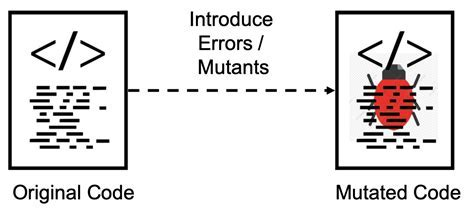 Introduce
Errors /
Mutants
</>
</>
Original Code
Mutated Code